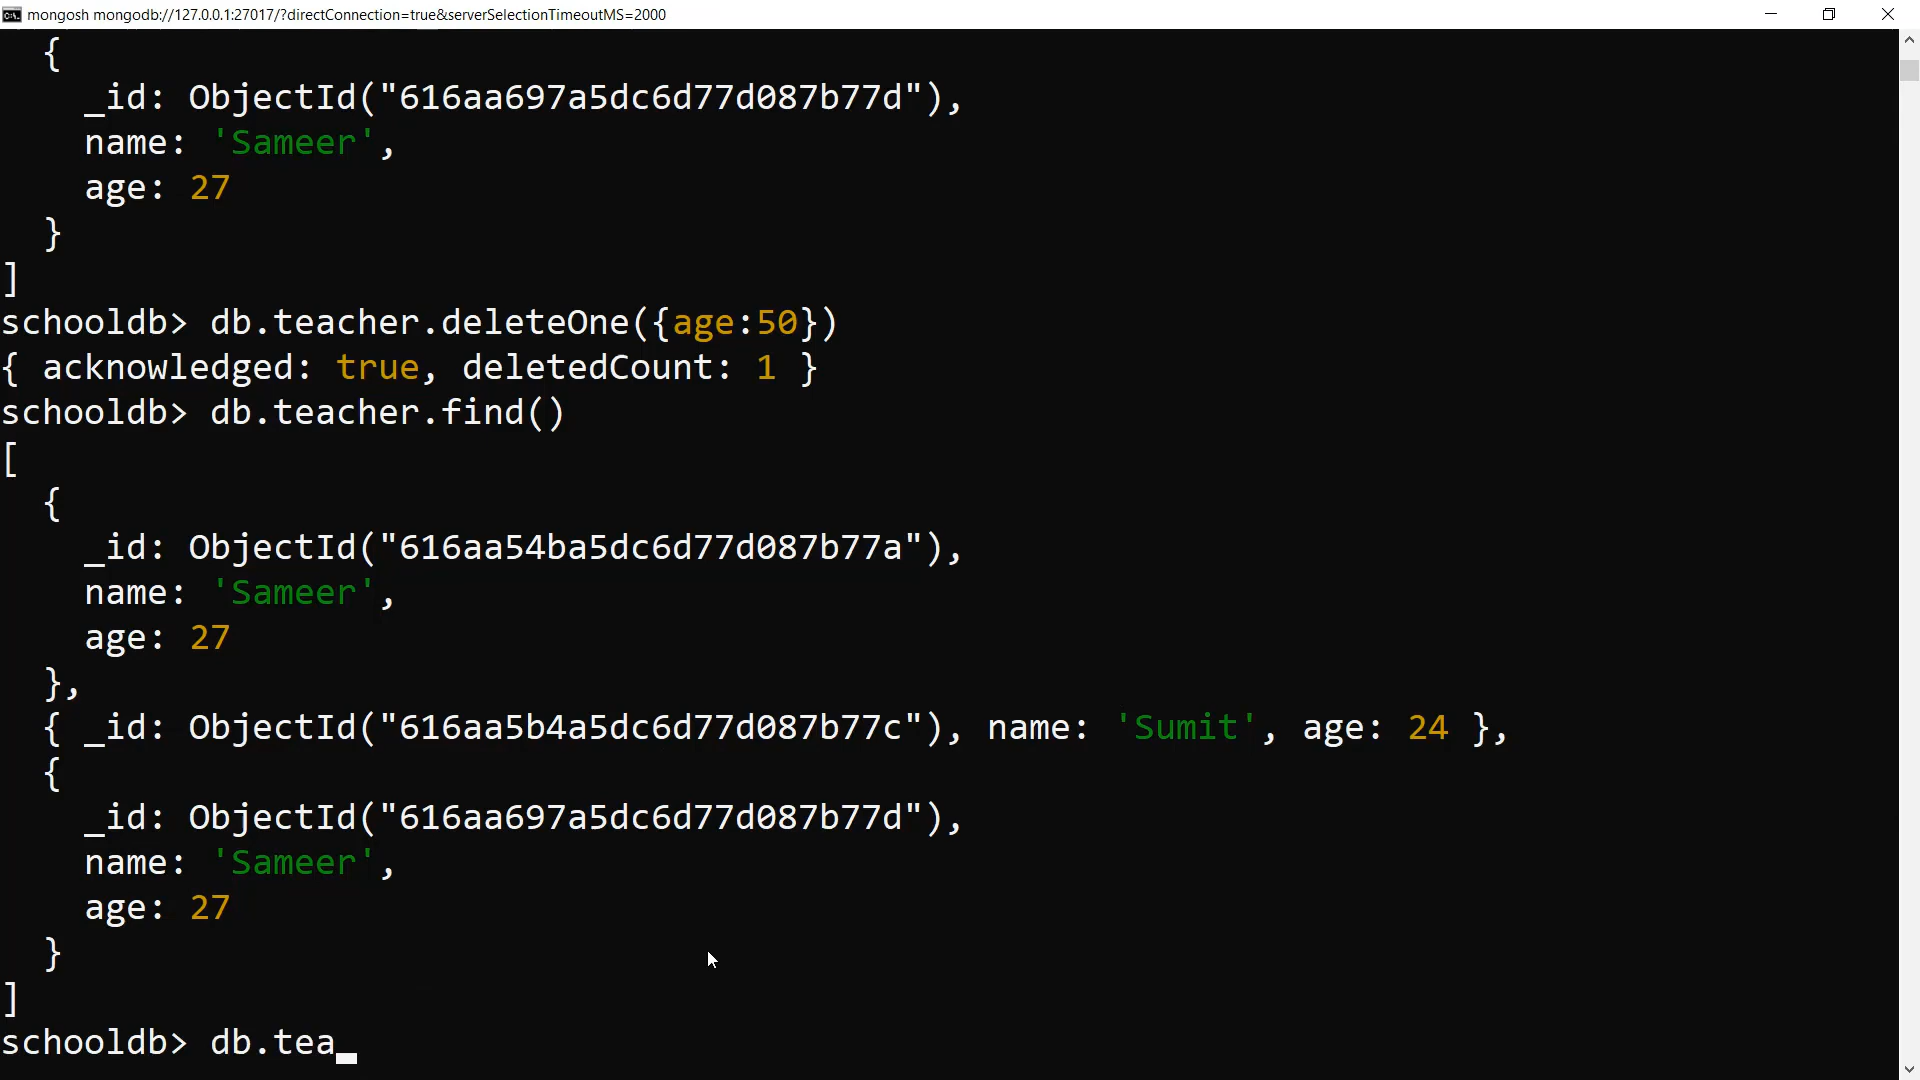 mongosh mongodb://127.0.0.1:27017/?directConnection=true&serverSelectionTimeoutMS=2000
{
_id: ObjectId("616aa697a5dc6d77d087b77d"),
name: 'Sameer',
age: 27
}
]
schooldb> db.teacher.deleteOne({age:50})
{ acknowledged: true, deletedCount: 1 }
schooldb> db.teacher.find()
[
{
_id: ObjectId("616aa54ba5dc6d77d087b77a"),
name: 'Sameer',
age: 27
},
{ _id: ObjectId("616aa5b4a5dc6d77d087b77c"), name: 'Sumit', age: 24 },
{
_id: ObjectId("616aa697a5dc6d77d087b77d"),
name: 'Sameer',
age: 27
}
]
schooldb> db.tea